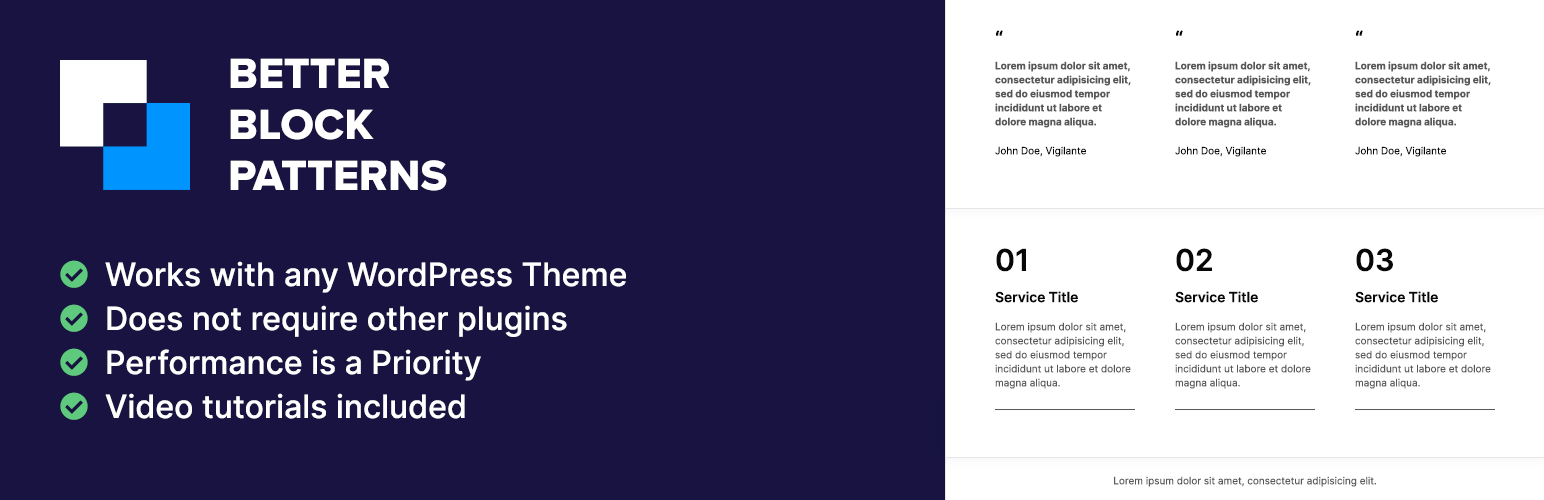 BETTER
BLOCK
PATTERNS
Works with any WordPress Theme
Does not require other plugins
Performance is a Priority
Video tutorials included
“
Lorem ipsum dolor sit amet,
consectetur adipisicing elit,
sed do eiusmod tempor
incididunt ut labore et
dolore magna aliqua.
John Doe, Vigilante
“
Lorem ipsum dolor sit amet,
consectetur adipisicing elit,
sed do eiusmod tempor
incididunt ut labore et
dolore magna aliqua.
John Doe, Vigilante
“
Lorem ipsum dolor sit amet,
consectetur adipisicing elit,
sed do eiusmod tempor
incididunt ut labore et
dolore magna aliqua.
John Doe, Vigilante
01
Service Title
Lorem ipsum dolor sit amet,
consectetur adipisicing elit,
sed do eiusmod tempor
incididunt ut labore et dolore
magna aliqua.
02
Service Title
Lorem ipsum dolor sit amet,
consectetur adipisicing elit,
sed do eiusmod tempor
incididunt ut labore et dolore
magna aliqua.
03
Service Title
Lorem ipsum dolor sit amet,
consectetur adipisicing elit,
sed do eiusmod tempor
incididunt ut labore et dolore
magna aliqua.
Lorem ipsum dolor sit amet, consectetur adipisicing elit.